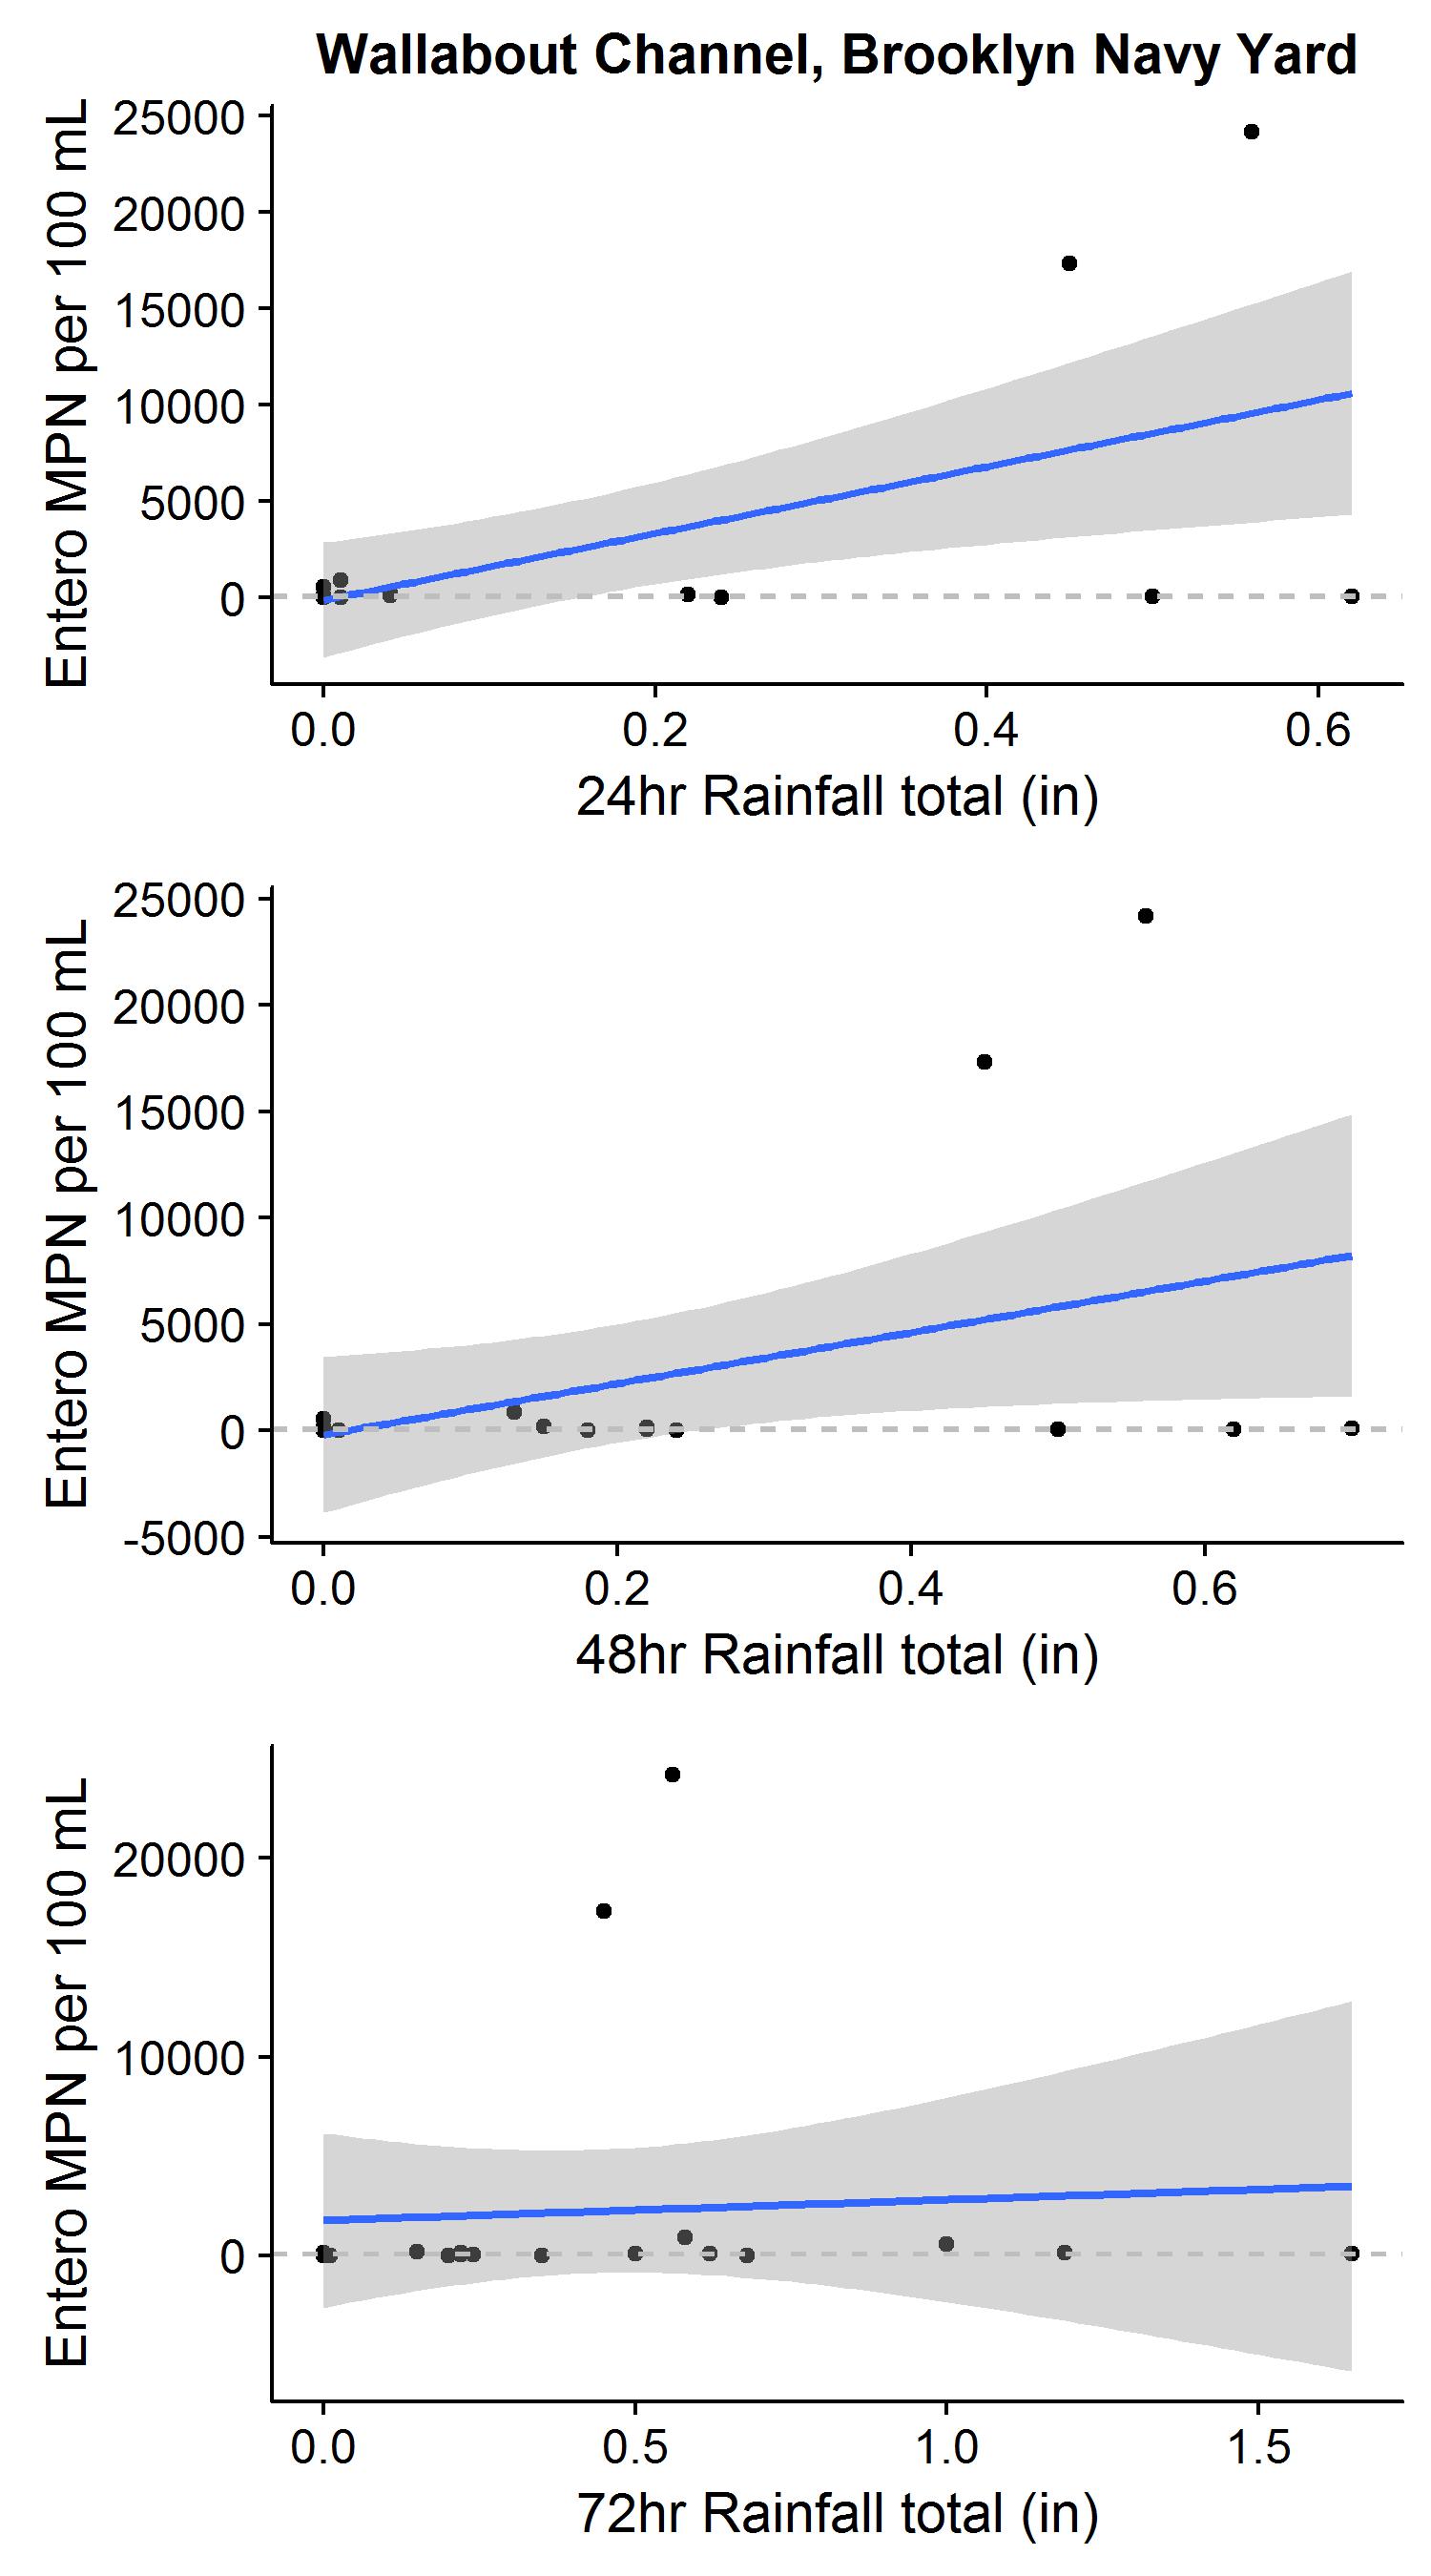 Wallabout Channel, Brooklyn Navy Yard
Entero MPN per 100 mL
25000
20000
15000
10000
5000
0
0.0 0.2 0.4 0.6
24hr Rainfall total (in)
Entero MPN per 100 mL
25000
20000
15000
10000
5000
0
-5000
0.0 0.2 0.4 0.6
48hr Rainfall total (in)
Entero MPN per 100 mL
20000
10000
0
0.0 0.5 1.0 1.5
72hr Rainfall total (in)